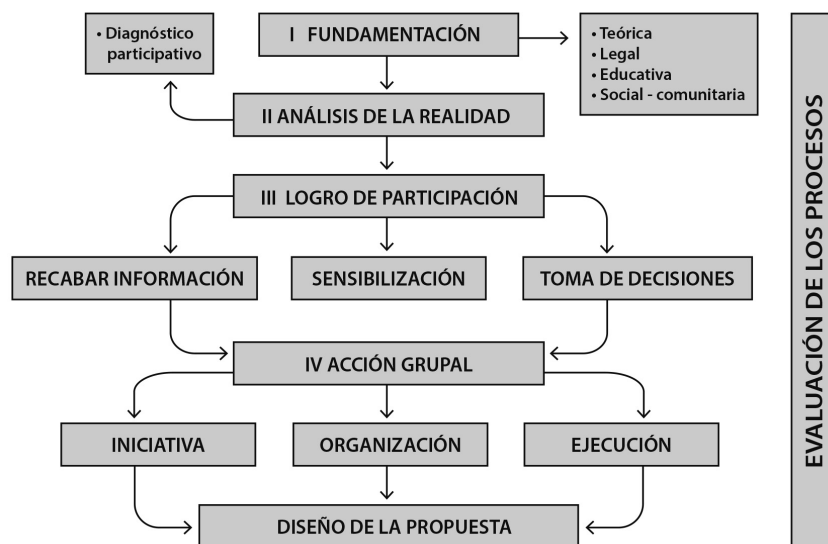 • Diagnóstico
participativo
I FUNDAMENTACIÓN
• Teórica
• Legal
• Educativa
• Social - comunitaria
II ANÁLISIS DE LA REALIDAD
III LOGRO DE PARTICIPACIÓN
RECABAR INFORMACIÓN
SENSIBILIZACIÓN
TOMA DE DECISIONES
IV ACCIÓN GRUPAL
INICIATIVA
ORGANIZACIÓN
EJECUCIÓN
DISEÑO DE LA PROPUESTA
EVALUACIÓN DE LOS PROCESOS